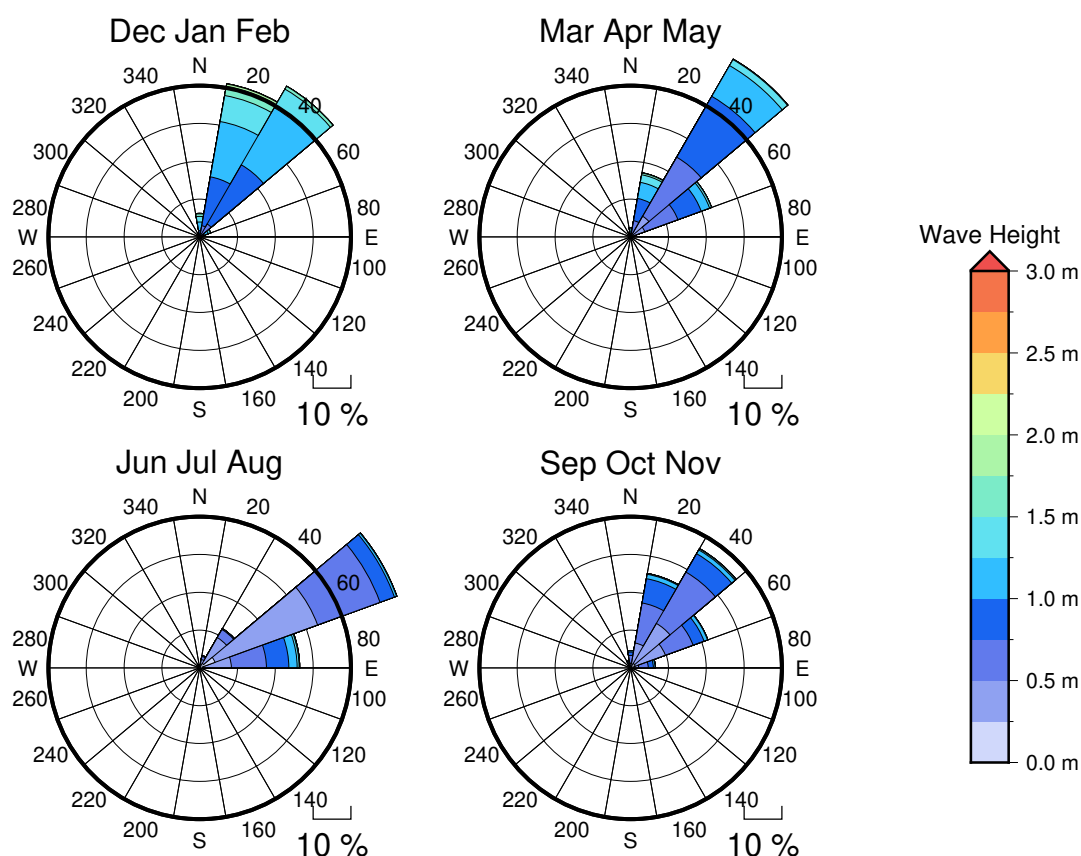 Dec Jan Feb
Mar Apr May
N
20
40
60
80
E
100
120
140
160
S
200
220
240
260
W
280
300
320
340
10 %
N
20
40
60
80
E
100
120
140
160
S
200
220
240
260
W
280
300
320
340
10 %
Wave Height
3.0 m
2.5 m
2.0 m
1.5 m
1.0 m
0.5 m
0.0 m
Jun Jul Aug
Sep Oct Nov
N
20
40
60
80
E
100
120
140
160
S
200
220
240
260
W
280
300
320
340
10 %
N
20
40
60
80
E
100
120
140
160
S
200
220
240
260
W
280
300
320
340
10 %